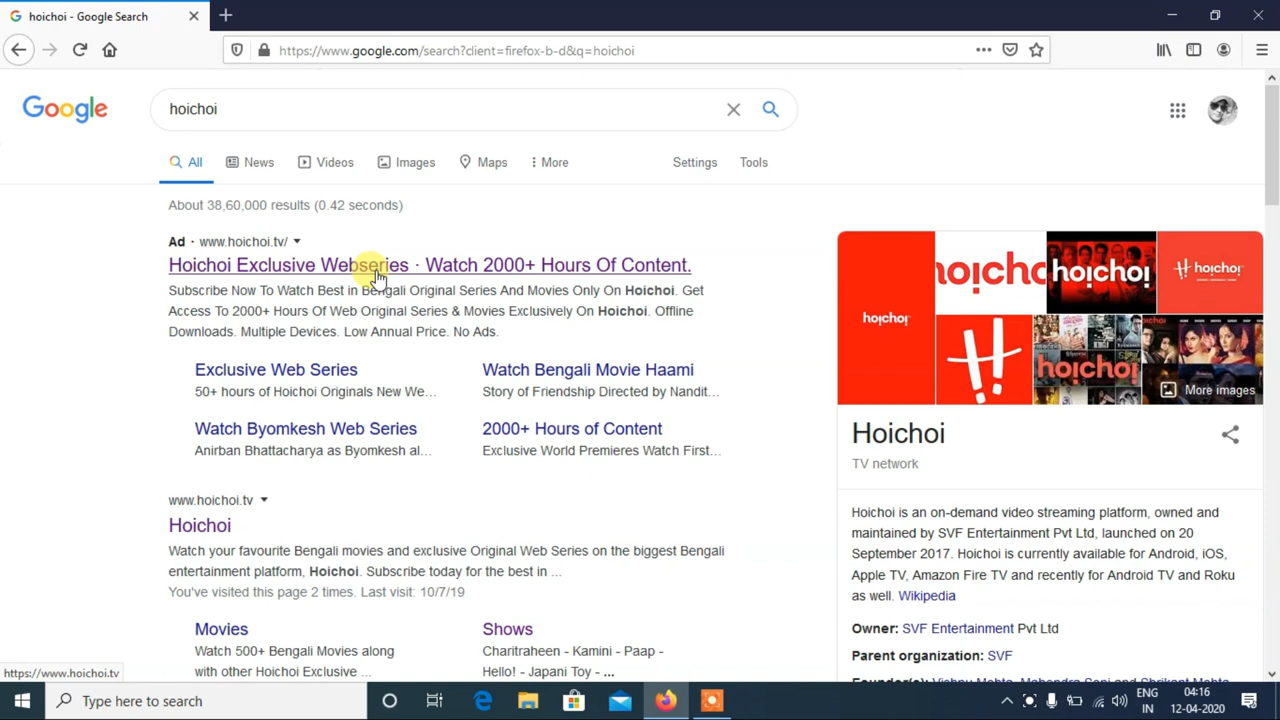 hoichoi - Google Search
https://www.google.com/search?client=firefox-b-d&q=hoichoi
Google
hoichoi
All
News
Videos
Images
Maps
More
Settings
Tools
About 38,60,000 results (0.42 seconds)
Ad · www.hoichoi.tv/
Hoichoi Exclusive Webseries · Watch 2000+ Hours Of Content.
Subscribe Now To Watch Best in Bengali Original Series And Movies Only On Hoichoi. Get
Access To 2000+ Hours Of Web Original Series & Movies Exclusively On Hoichoi. Offline
Downloads. Multiple Devices. Low Annual Price. No Ads.
Exclusive Web Series
50+ hours of Hoichoi Originals New We...
Watch Bengali Movie Haami
Story of Friendship Directed by Nandit...
Watch Byomkesh Web Series
Anirban Bhattacharya as Byomkesh al...
2000+ Hours of Content
Exclusive World Premieres Watch First...
www.hoichoi.tv
Hoichoi
Watch your favourite Bengali movies and exclusive Original Web Series on the biggest Bengali
entertainment platform, Hoichoi. Subscribe today for the best in ...
You've visited this page 2 times. Last visit: 10/7/19
Movies
Watch 500+ Bengali Movies along
with other Hoichoi Exclusive ...
Shows
Charitraheen - Kamini - Paap -
Hello! - Japani Toy - ...
hoichoi
hoichoi
hoichoi
hoichoi
hoichoi
More images
Hoichoi
TV network
Hoichoi is an on-demand video streaming platform, owned and
maintained by SVF Entertainment Pvt Ltd, launched on 20
September 2017. Hoichoi is currently available for Android, iOS,
Apple TV, Amazon Fire TV and recently for Android TV and Roku
as well. Wikipedia
Owner: SVF Entertainment Pvt Ltd
Parent organization: SVF
Founder(s): Vishnu Mohta, Mahendra Soni and Shrikant Mohta
https://www.hoichoi.tv
Type here to search
ENG
IN
04:16
12-04-2020